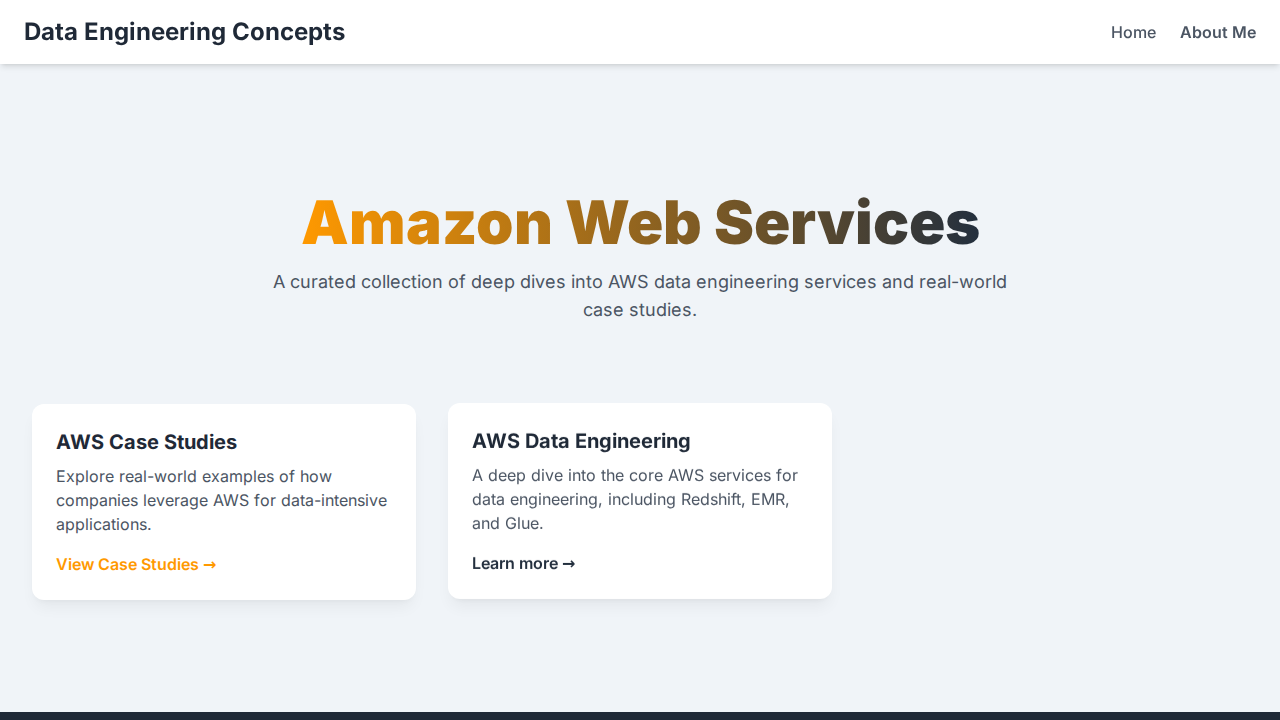 Data Engineering Concepts
Home
About Me
Amazon Web Services
A curated collection of deep dives into AWS data engineering services and real-world
case studies.
AWS Case Studies
Explore real-world examples of how
companies leverage AWS for data-intensive
applications.
View Case Studies →
AWS Data Engineering
A deep dive into the core AWS services for
data engineering, including Redshift, EMR,
and Glue.
Learn more →